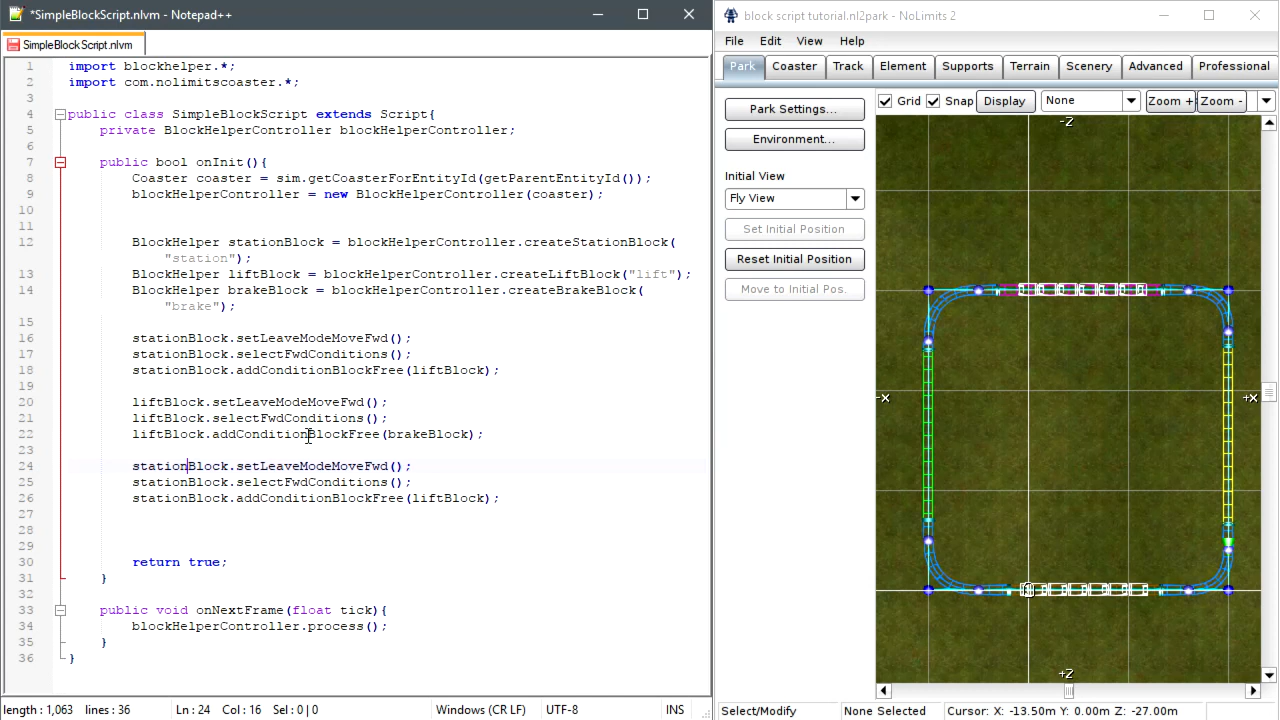 *SimpleBlockScript.nlvm - Notepad++
SimpleBlockScript.nlvm
1 import blockhelper.*;
2 import com.nolimitscoaster.*;
3
4 public class SimpleBlockScript extends Script{
5 private BlockHelperController blockHelperController;
6
7 public bool onInit(){
8 Coaster coaster = sim.getCoasterForEntityId(getParentEntityId());
9 blockHelperController = new BlockHelperController(coaster);
10
11
12 BlockHelper stationBlock = blockHelperController.createStationBlock(
"station");
13 BlockHelper liftBlock = blockHelperController.createLiftBlock("lift");
14 BlockHelper brakeBlock = blockHelperController.createBrakeBlock(
"brake");
15
16 stationBlock.setLeaveModeMoveFwd();
17 stationBlock.selectFwdConditions();
18 stationBlock.addConditionBlockFree(liftBlock);
19
20 liftBlock.setLeaveModeMoveFwd();
21 liftBlock.selectFwdConditions();
22 liftBlock.addConditionBlockFree(brakeBlock);
23
24 stationBlock.setLeaveModeMoveFwd();
25 stationBlock.selectFwdConditions();
26 stationBlock.addConditionBlockFree(liftBlock);
27
28
29
30 return true;
31 }
32
33 public void onNextFrame(float tick){
34 blockHelperController.process();
35 }
36 }
length : 1,063 lines : 36 Ln : 24 Col : 16 Sel : 0 | 0 Windows (CR LF) UTF-8 INS
block script tutorial.nl2park - NoLimits 2
File Edit View Help
Park Coaster Track Element Supports Terrain Scenery Advanced Professional
Grid Snap Display None Zoom + Zoom -
Park Settings...
Environment...
Initial View
Fly View
Set Initial Position
Reset Initial Position
Move to Initial Pos.
-Z
-X
+X
+Z
Select/Modify None Selected Cursor: X: -13.50m Y: 0.00m Z: -27.00m